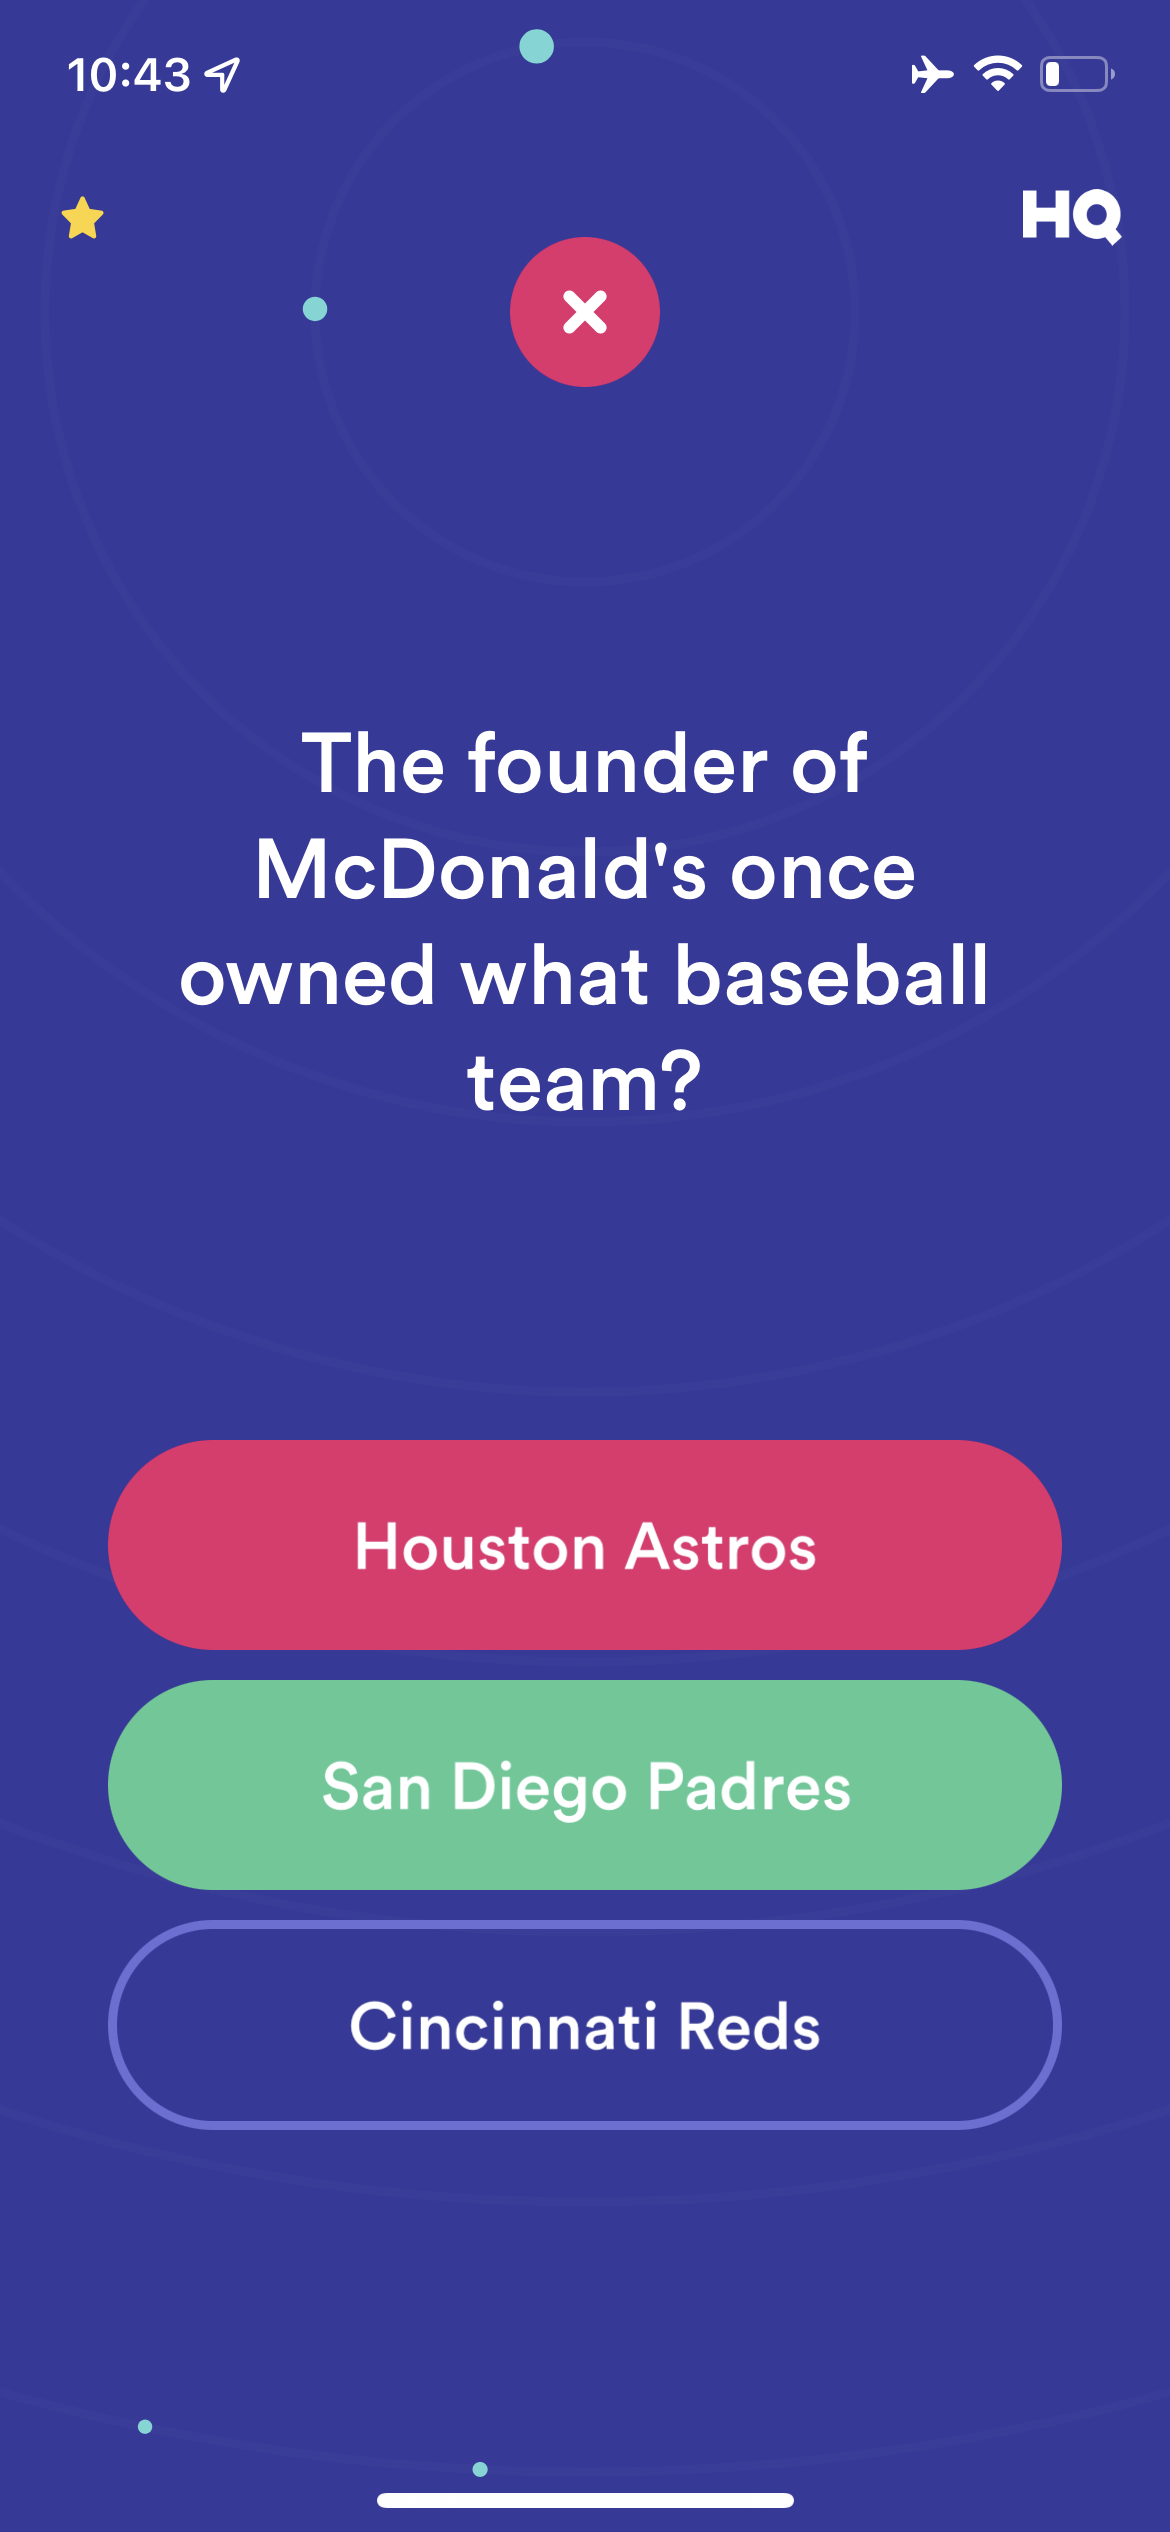 10:43
HQ
The founder of
McDonald's once
owned what baseball
team?
Houston Astros
San Diego Padres
Cincinnati Reds